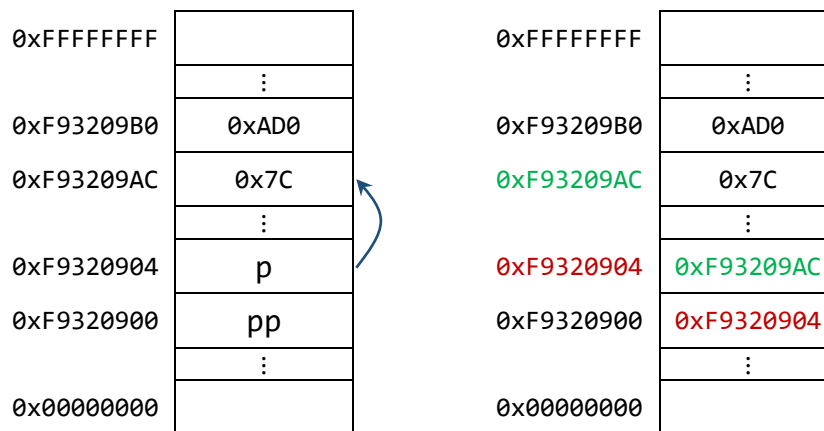 0xFFFFFFFF
⋮
0xF93209B0 0xAD0
0xF93209AC 0x7C
⋮
0xF9320904 p
0xF9320900 pp
⋮
0x00000000
0xFFFFFFFF
⋮
0xF93209B0 0xAD0
0xF93209AC 0x7C
⋮
0xF9320904 0xF93209AC
0xF9320900 0xF9320904
⋮
0x00000000